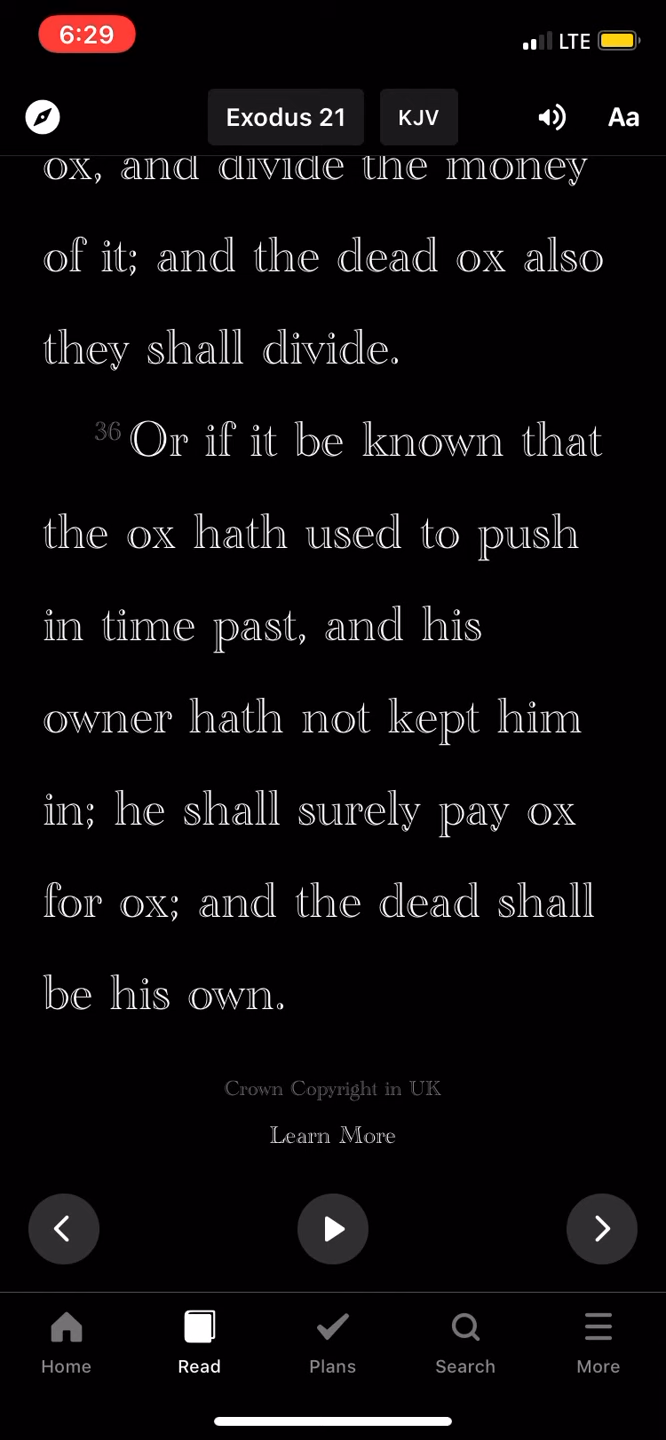 6:29
LTE
Exodus 21
KJV
Aa
ox, and divide the money
of it; and the dead ox also
they shall divide.
36 Or if it be known that
the ox hath used to push
in time past, and his
owner hath not kept him
in; he shall surely pay ox
for ox; and the dead shall
be his own.
Crown Copyright in UK
Learn More
Home
Read
Plans
Search
More